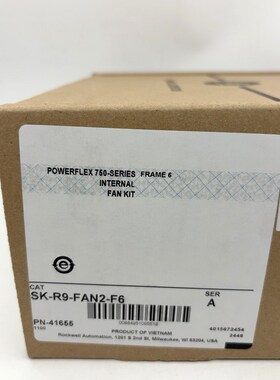 POWERFLEX 750-SERIES FRAME 6
INTERNAL
FAN KIT
CAT
SER
SK-R9-FAN2-F6
A
PN-41655
PRODUCT OF VIETNAM
Rockwell Automation, 1201 S 2nd St, Milwaukee, WI 53204, USA